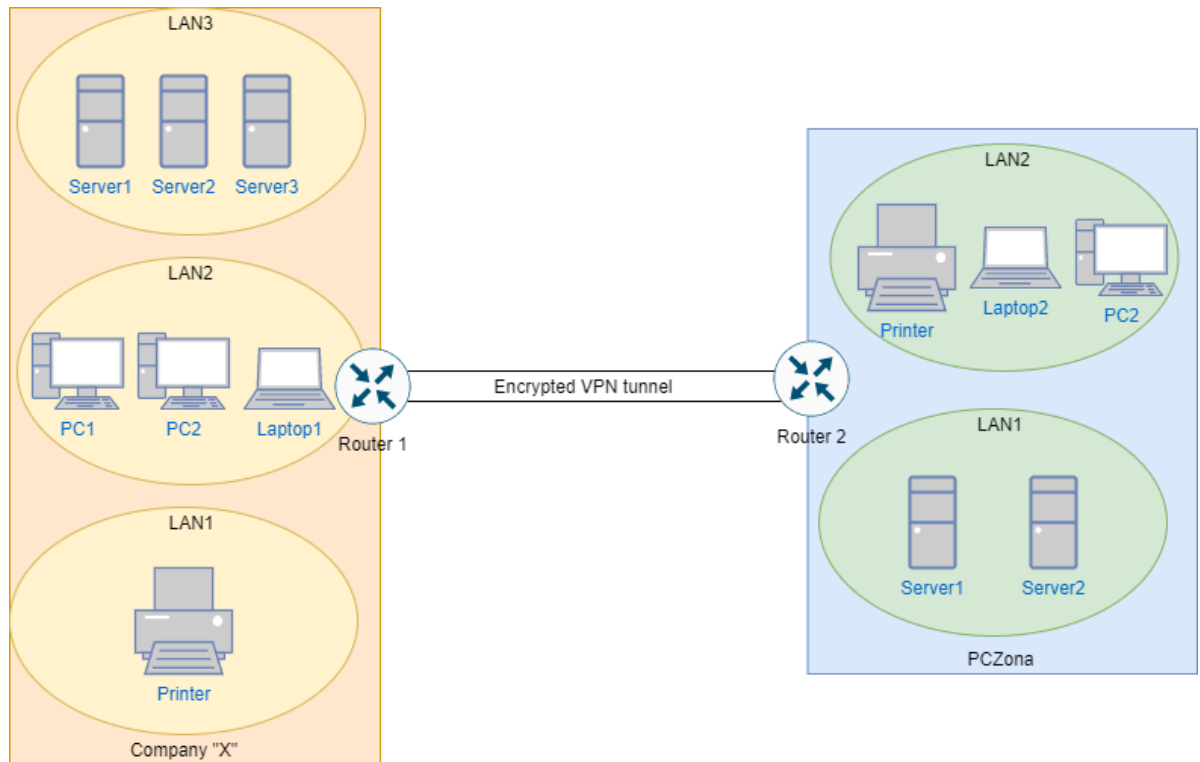 LAN3
Server1 Server2 Server3
LAN2
PC1 PC2 Laptop1
Router 1
LAN1
Printer
Company "X"
Encrypted VPN tunnel
LAN2
Printer Laptop2 PC2
Router 2
LAN1
Server1 Server2
PCZona